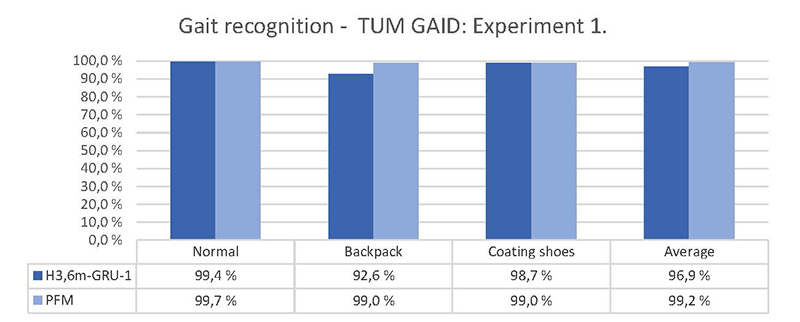 Gait recognition - TUM GAID: Experiment 1.
100,0 %
90,0 %
80,0 %
70,0 %
60,0 %
50,0 %
40,0 %
30,0 %
20,0 %
10,0 %
0,0 %
Normal Backpack Coating shoes Average
H3,6m-GRU-1 99,4 % 92,6 % 98,7 % 96,9 %
PFM 99,7 % 99,0 % 99,0 % 99,2 %